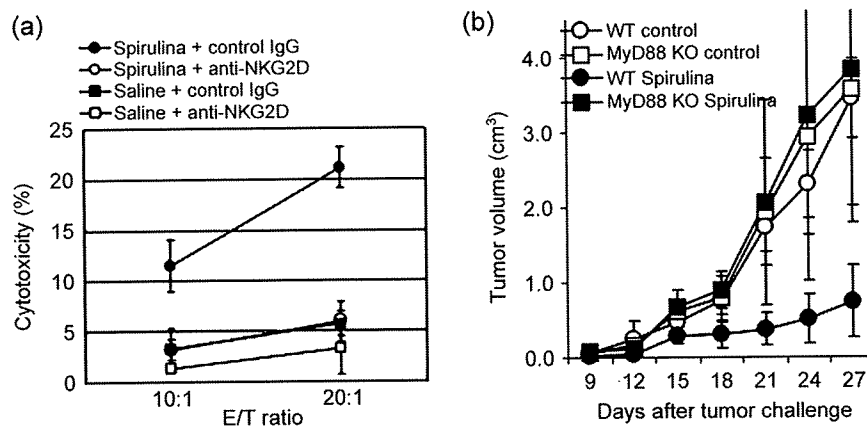 (a)
Spirulina + control IgG
Spirulina + anti-NKG2D
Saline + control IgG
Saline + anti-NKG2D
25
20
15
10
5
0
Cytotoxicity (%)
10:1
20:1
E/T ratio
(b)
WT control
MyD88 KO control
WT Spirulina
MyD88 KO Spirulina
4.0
3.0
2.0
1.0
0.0
Tumor volume (cm³)
9
12
15
18
21
24
27
Days after tumor challenge